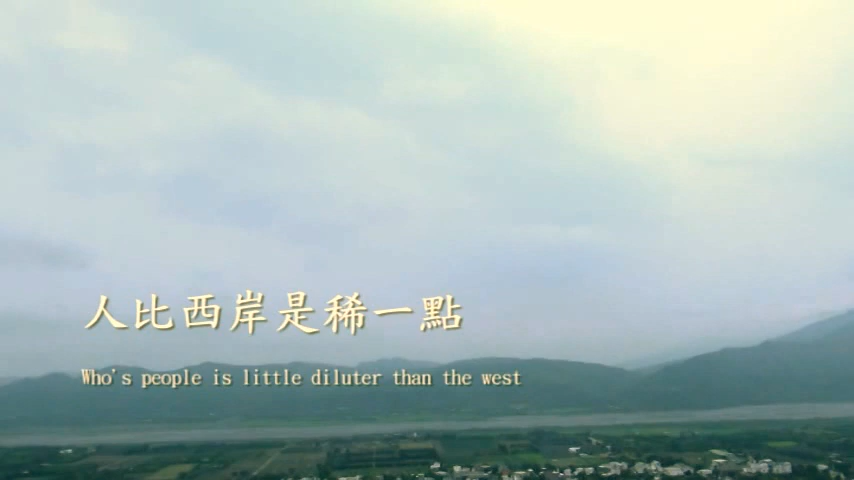 人比西岸是稀一點
Who's people is little diluter than the west